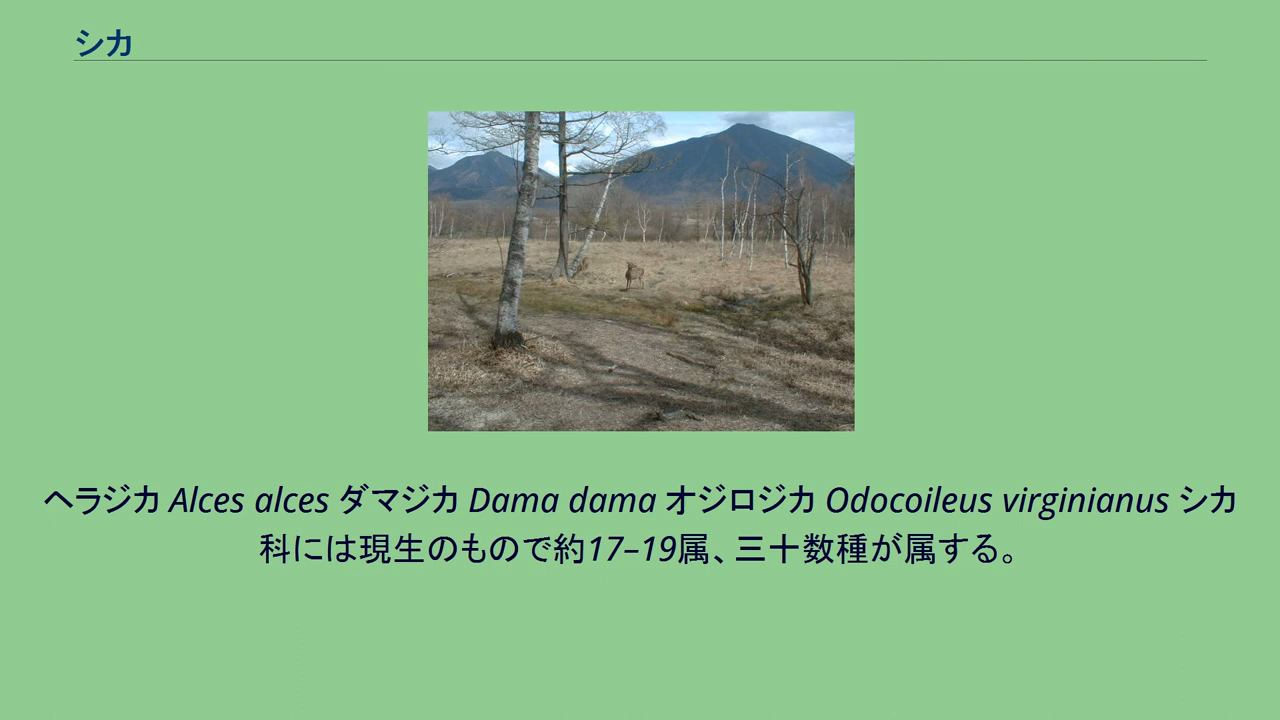 シカ
ヘラジカ Alces alces ダマジカ Dama dama オジロジカ Odocoileus virginianus シカ
科には現生のもので約17–19属、三十数種が属する。